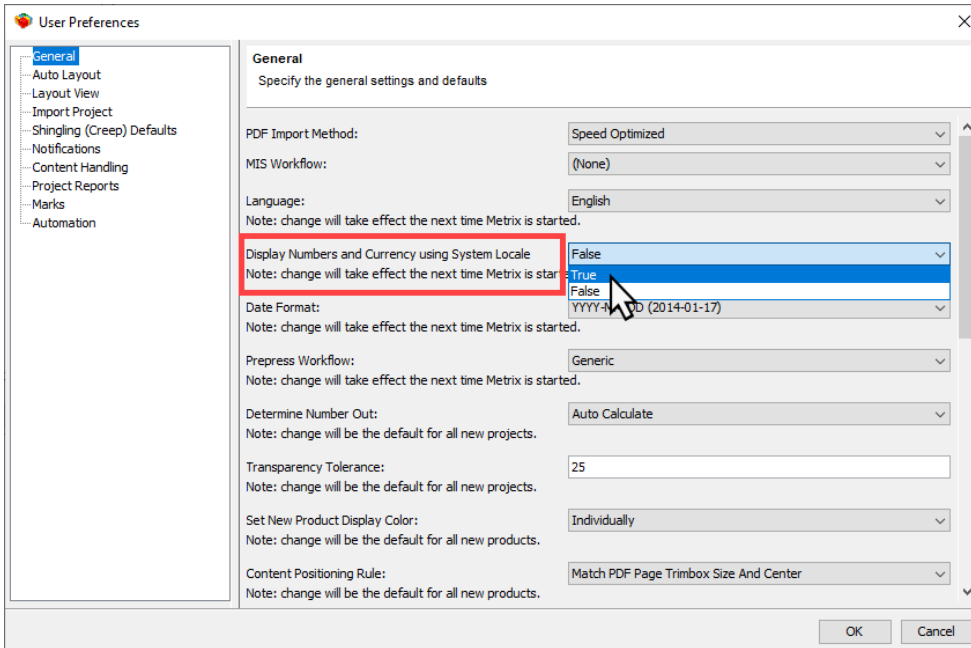 User Preferences
General
Auto Layout
Layout View
Import Project
Shingling (Creep) Defaults
Notifications
Content Handling
Project Reports
Marks
Automation
General
Specify the general settings and defaults
PDF Import Method: Speed Optimized
MIS Workflow: (None)
Language: English
Note: change will take effect the next time Metrix is started.
Display Numbers and Currency using System Locale False
Note: change will take effect the next time Metrix is True
False
Date Format: (2014-01-17)
Note: change will take effect the next time Metrix is started.
Prepress Workflow: Generic
Note: change will take effect the next time Metrix is started.
Determine Number Out: Auto Calculate
Note: change will be the default for all new projects.
Transparency Tolerance: 25
Note: change will be the default for all new projects.
Set New Product Display Color: Individually
Note: change will be the default for all new products.
Content Positioning Rule: Match PDF Page Trimbox Size And Center
Note: change will be the default for all new products.
OK Cancel